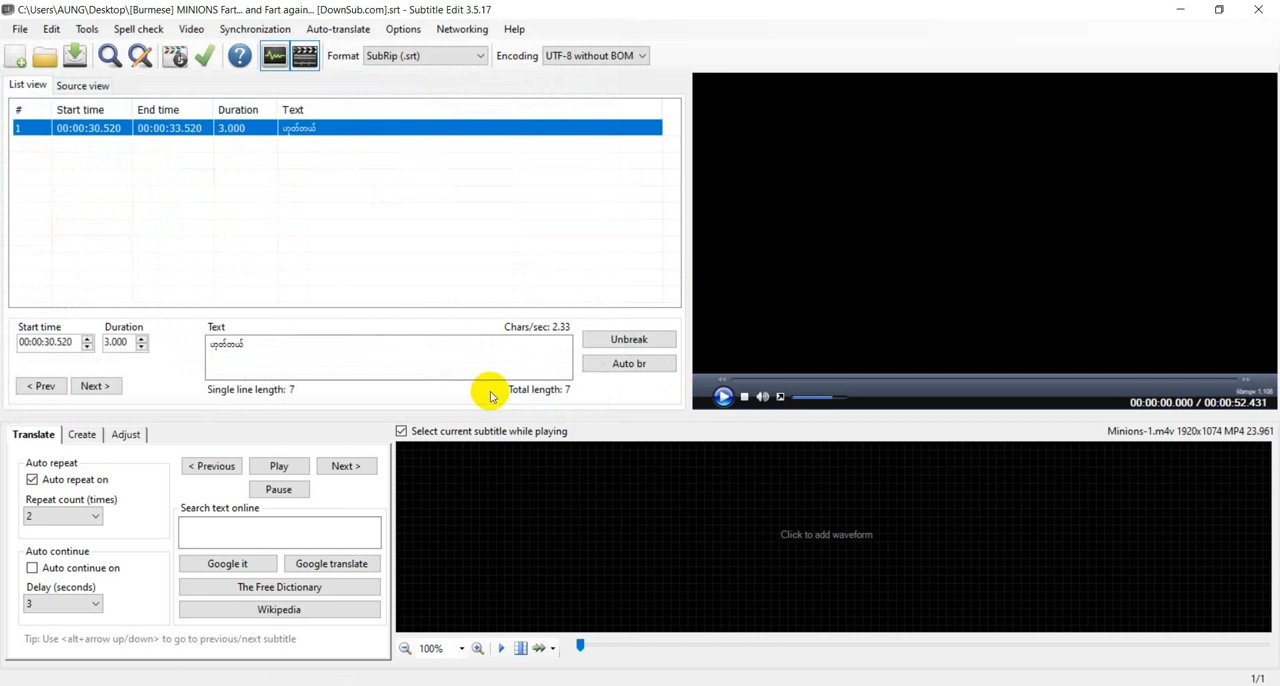 C:\Users\AUNG\Desktop\[Burmese] MINIONS Fart... and Fart again... [DownSub.com].srt - Subtitle Edit 3.5.17
File Edit Tools Spell check Video Synchronization Auto-translate Options Networking Help
Format SubRip (.srt) Encoding UTF-8 without BOM
List view Source view
# Start time End time Duration Text
1 00:00:30.520 00:00:33.520 3.000 ဟုတ်တယ်
Start time Duration Text Chars/sec: 2.33
00:00:30.520 3.000 ဟုတ်တယ် Unbreak
Auto br
< Prev Next > Single line length: 7 Total length: 7
8bmpv 1.108
00:00:00.000 / 00:00:52.431
Translate Create Adjust
Select current subtitle while playing Minions-1.m4v 1920x1074 MP4 23.961
Auto repeat
Auto repeat on
Repeat count (times)
2
Auto continue
Auto continue on
Delay (seconds)
3
< Previous Play Next >
Pause
Search text online
Google it Google translate
The Free Dictionary
Wikipedia
Tip: Use <alt+arrow up/down> to go to previous/next subtitle
Click to add waveform
100%
1/1